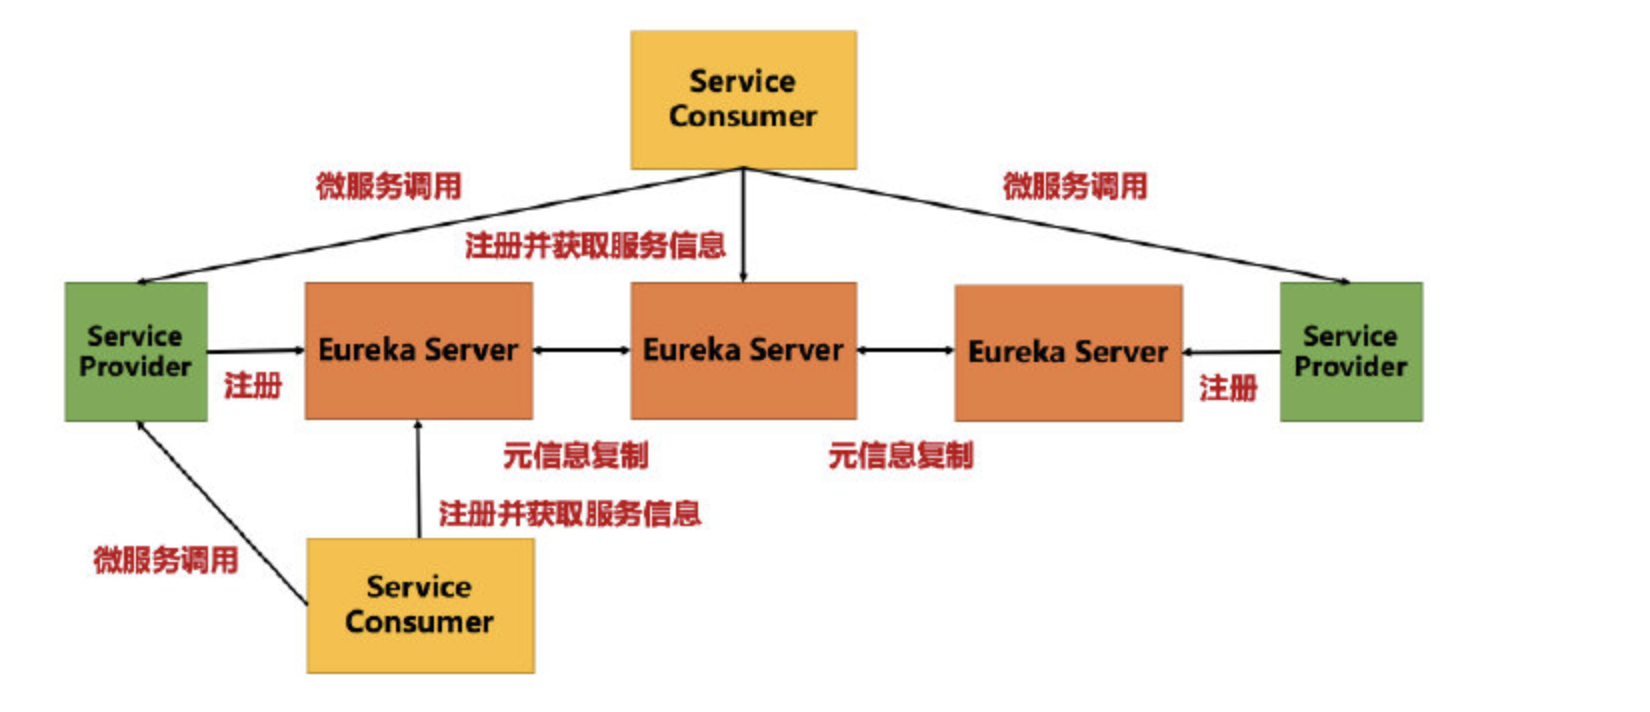 Service
Consumer
微服务调用
微服务调用
注册并获取服务信息
Service
Provider
Eureka Server
Eureka Server
Eureka Server
Service
Provider
注册
注册
元信息复制
元信息复制
注册并获取服务信息
微服务调用
Service
Consumer